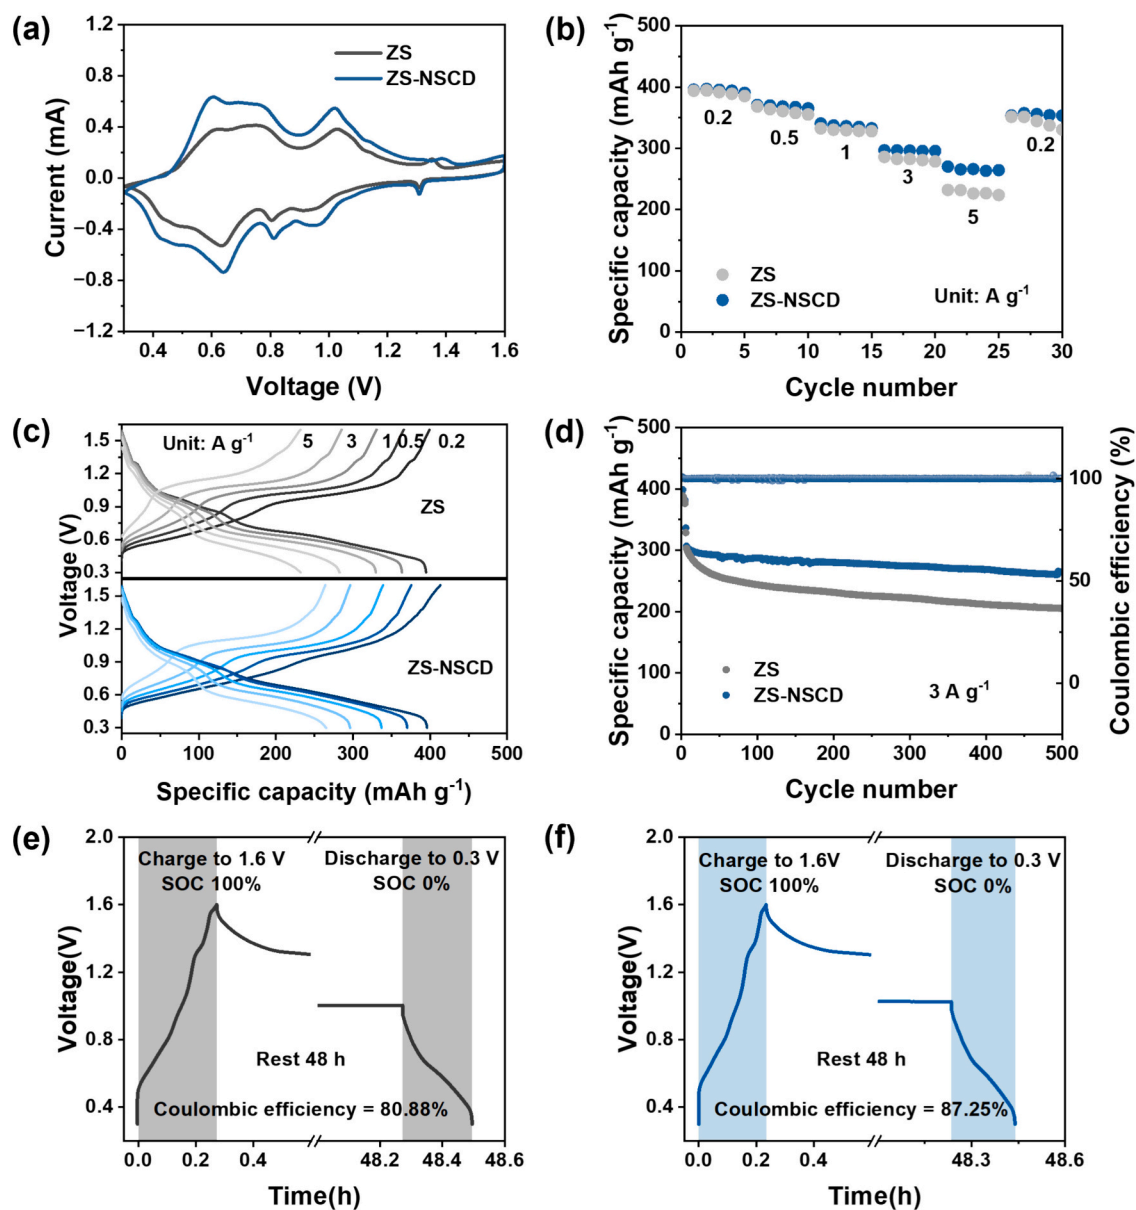 (a)
1.2
0.8
0.4
0.0
−0.4
−0.8
−1.2
Current (mA)
ZS
ZS-NSCD
0.4
0.6
0.8
1.0
1.2
1.4
1.6
Voltage (V)
(b)
500
400
300
200
100
0
Specific capacity (mAh g⁻¹)
0.2
0.5
1
3
5
0.2
ZS
ZS-NSCD
Unit: A g⁻¹
0
5
10
15
20
25
30
Cycle number
(c)
1.5
1.2
0.9
0.6
0.3
1.5
1.2
0.9
0.6
0.3
Voltage (V)
Unit: A g⁻¹
5
3
1
0.5
0.2
ZS
ZS-NSCD
0
100
200
300
400
500
Specific capacity (mAh g⁻¹)
(d)
500
400
300
200
100
0
Specific capacity (mAh g⁻¹)
100
50
0
Coulombic efficiency (%)
ZS
ZS-NSCD
3 A g⁻¹
0
100
200
300
400
500
Cycle number
(e)
2.0
1.6
1.2
0.8
0.4
Voltage(V)
Charge to 1.6 V
SOC 100%
Discharge to 0.3 V
SOC 0%
Rest 48 h
Coulombic efficiency = 80.88%
0.0
0.2
0.4
48.2
48.4
48.6
Time(h)
(f)
2.0
1.6
1.2
0.8
0.4
Voltage(V)
Charge to 1.6V
SOC 100%
Discharge to 0.3 V
SOC 0%
Rest 48 h
Coulombic efficiency = 87.25%
0.0
0.2
0.4
48.3
48.6
Time(h)